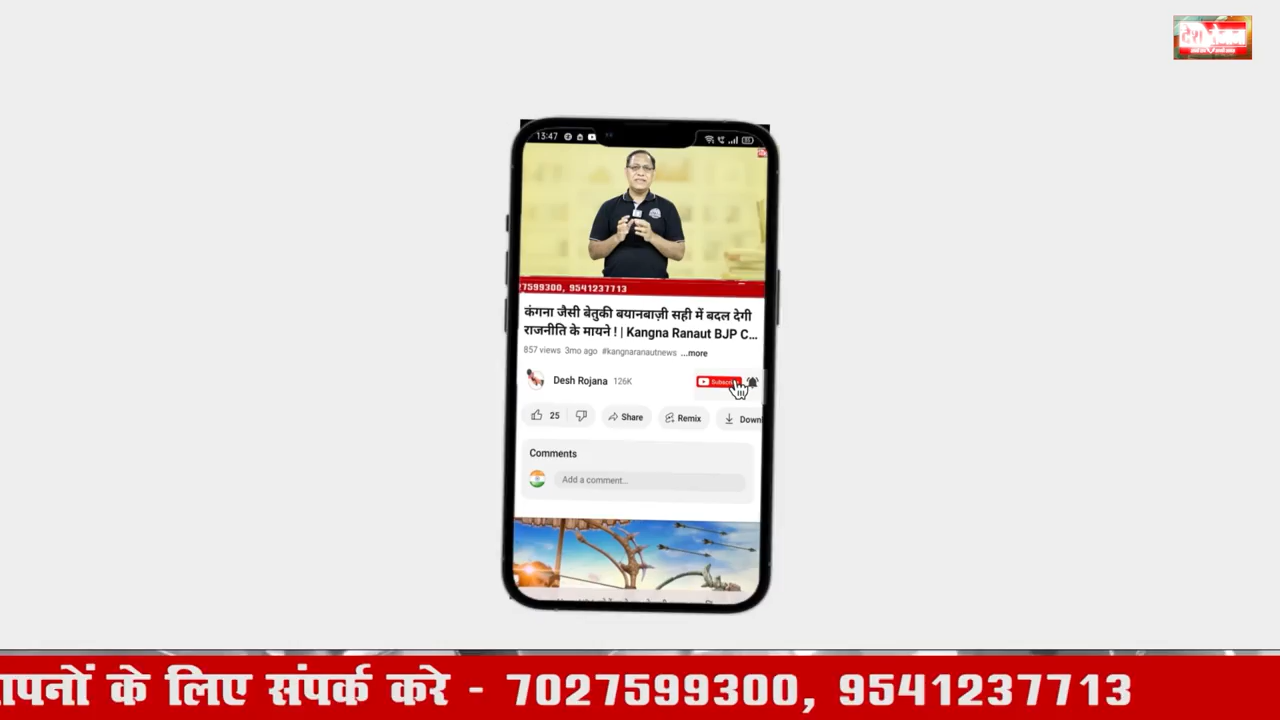 देश रोजाना
13:47
7599300, 9541237713
कंगना जैसी बेतुकी बयानबाज़ी सही में बदल देगी
राजनीति के मायने ! | Kangna Ranaut BJP C...
857 views 3mo ago #kangnaranautnews ...more
Desh Rojana 126K
25 Share Remix Down
Comments
Add a comment...
ापनों के लिए संपर्क करे - 7027599300, 9541237713